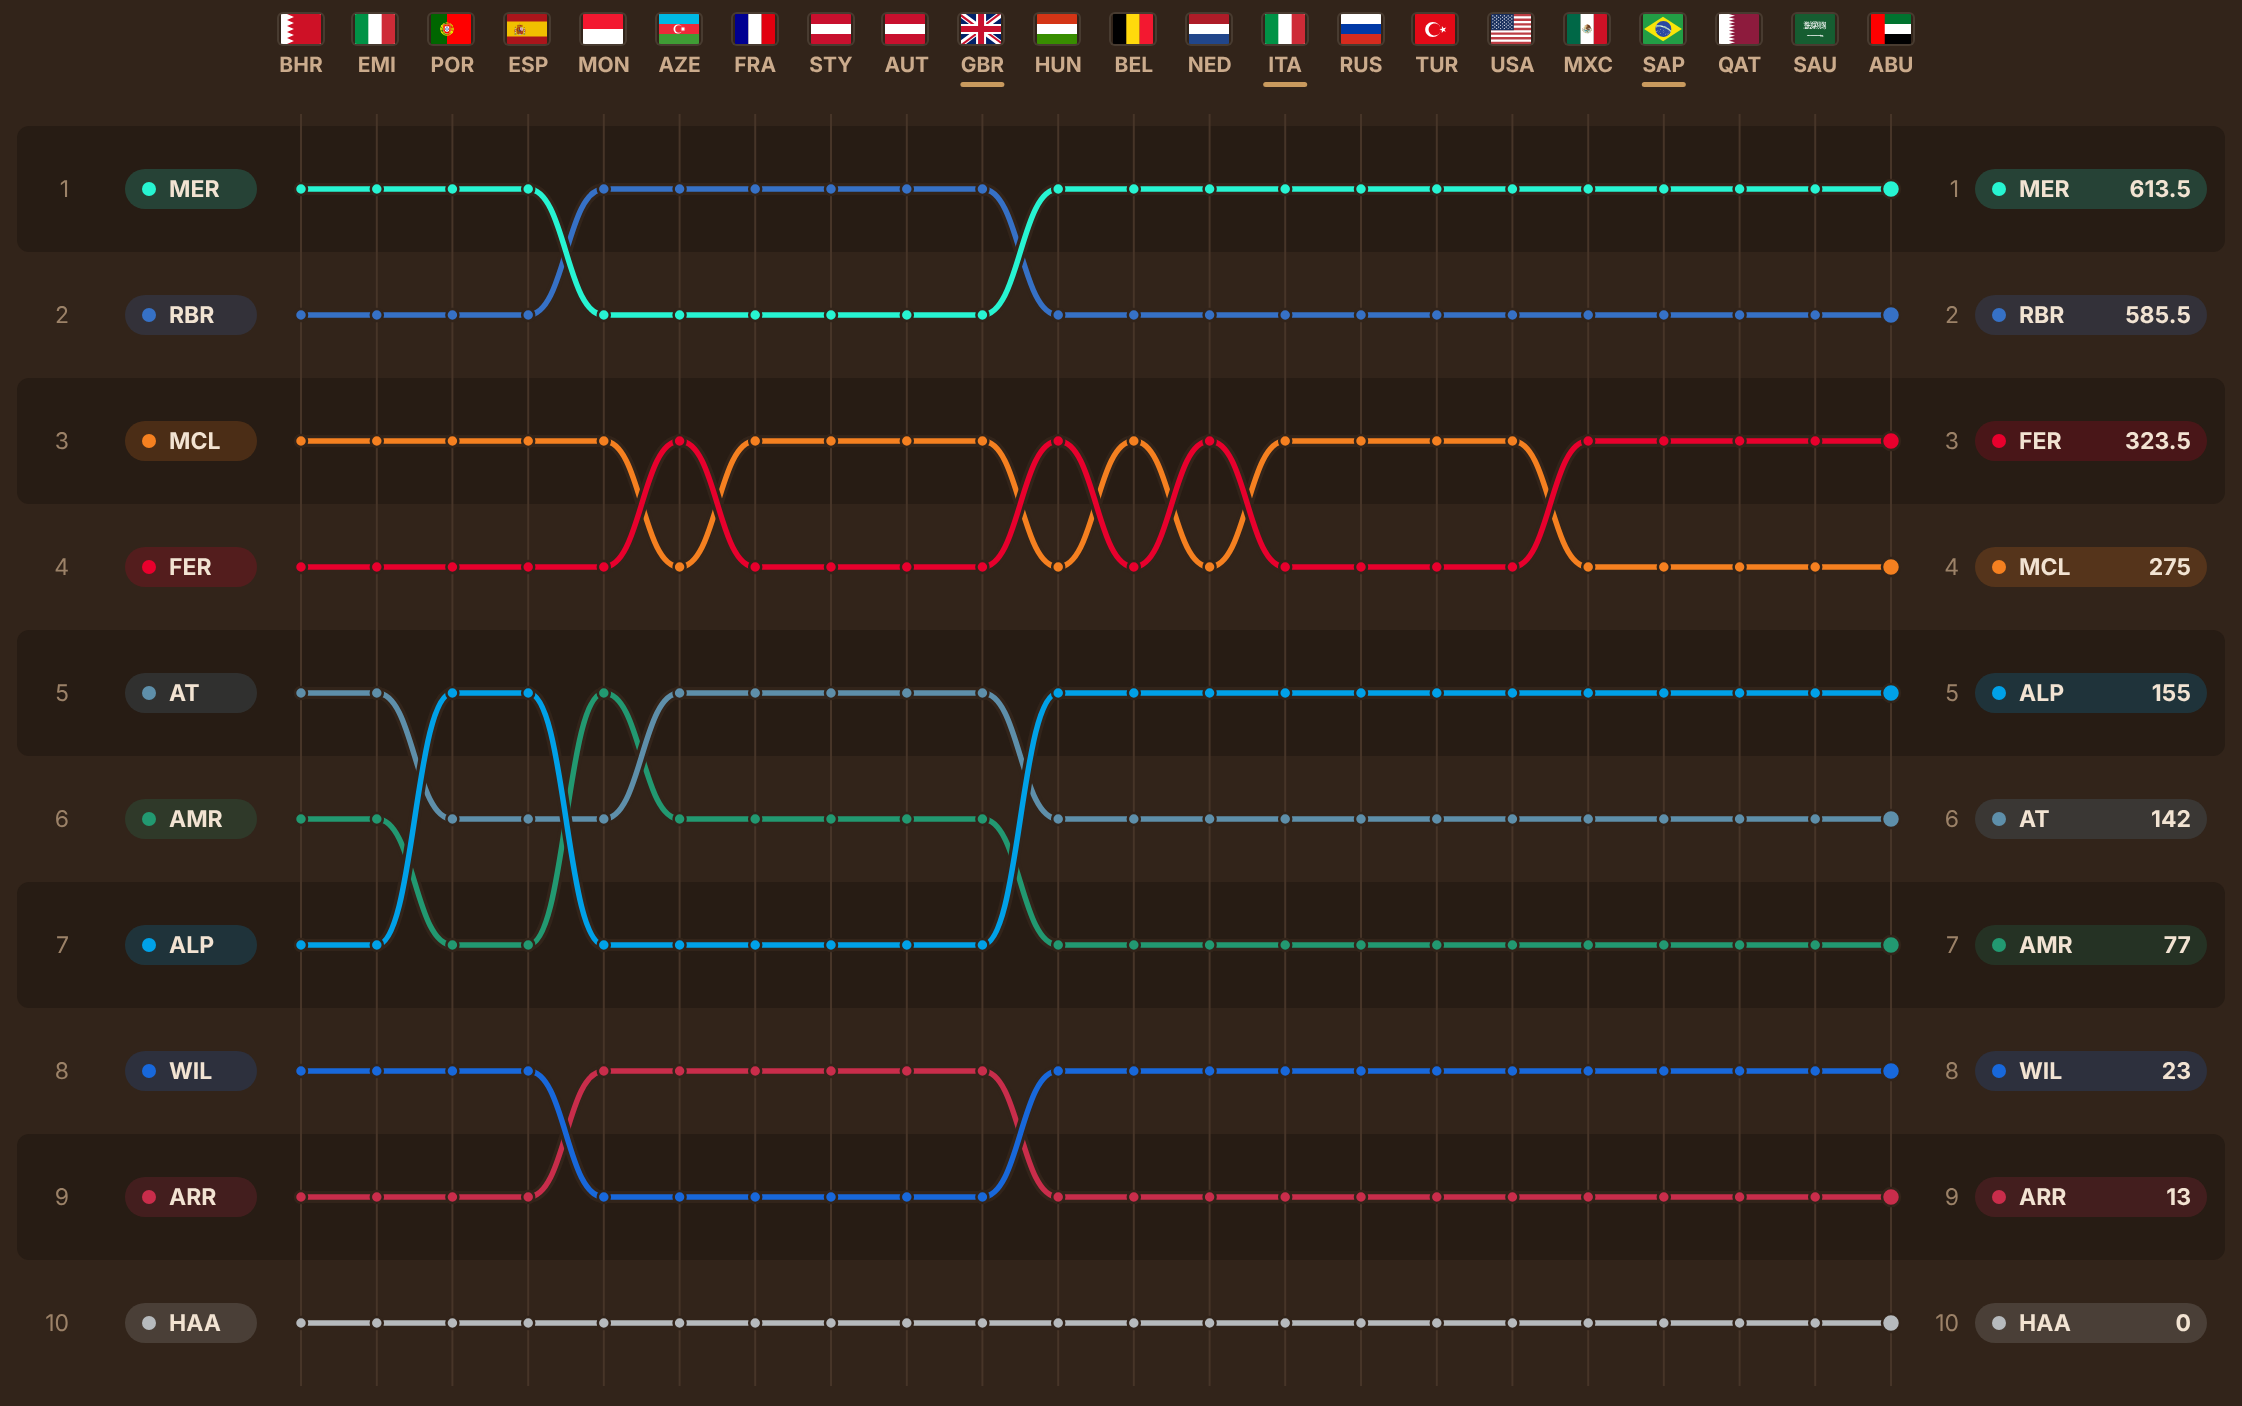 BHR EMI POR ESP MON AZE FRA STY AUT GBR HUN BEL NED ITA RUS TUR USA MXC SAP QAT SAU ABU
1 MER 1 MER 613.5
2 RBR 2 RBR 585.5
3 MCL 3 FER 323.5
4 FER 4 MCL 275
5 AT 5 ALP 155
6 AMR 6 AT 142
7 ALP 7 AMR 77
8 WIL 8 WIL 23
9 ARR 9 ARR 13
10 HAA 10 HAA 0